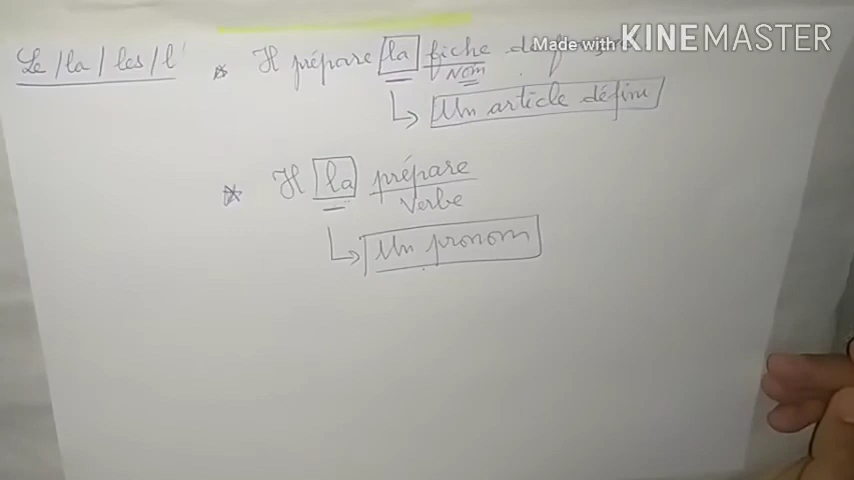 Le / la / les / l'
* Il prépare la fiche de Made with KINEMASTER
Nom
Un article défini
* Il la prépare
Verbe
Un pronom